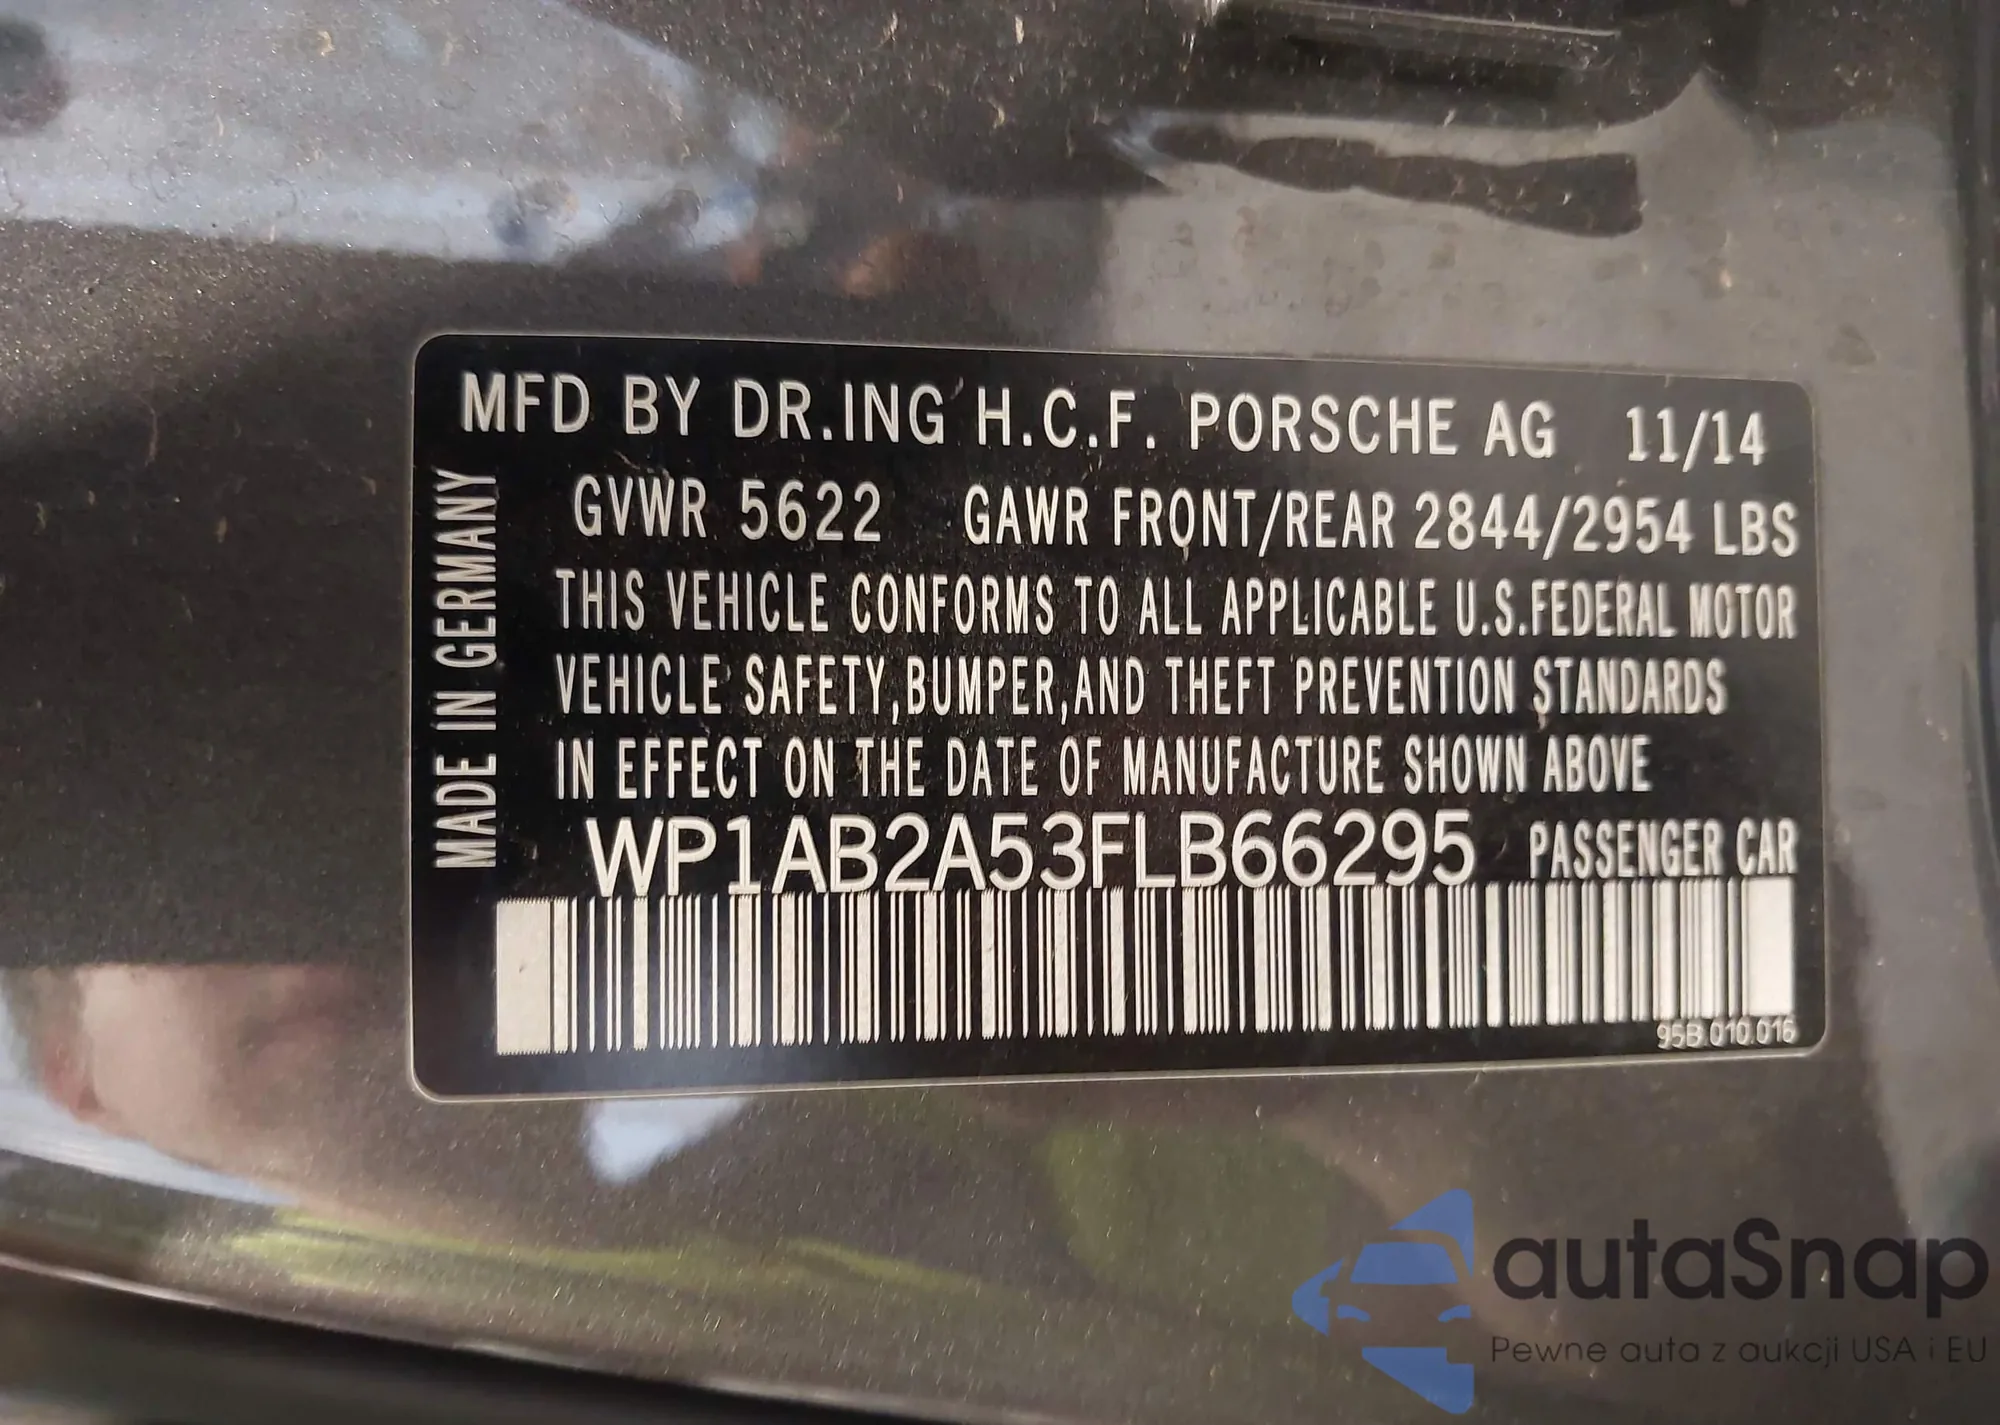 MFD BY DR.ING H.C.F. PORSCHE AG 11/14
GVWR 5622 GAWR FRONT/REAR 2844/2954 LBS
THIS VEHICLE CONFORMS TO ALL APPLICABLE U.S.FEDERAL MOTOR
VEHICLE SAFETY,BUMPER,AND THEFT PREVENTION STANDARDS
IN EFFECT ON THE DATE OF MANUFACTURE SHOWN ABOVE
WP1AB2A53FLB66295 PASSENGER CAR
95B.010.016
MADE IN GERMANY
autaSnap
Pewne auta z aukcji USA i EU